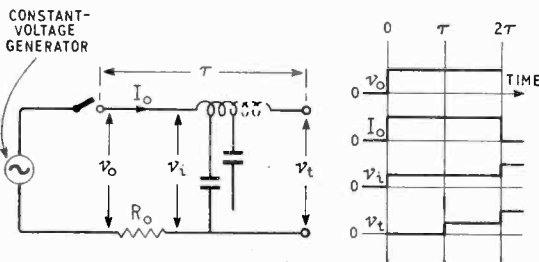 CONSTANT-
VOLTAGE
GENERATOR
τ
I₀
v₀
vᵢ
vₜ
R₀
0 τ 2τ
v₀
0
TIME
I₀
0
vᵢ
0
vₜ
0